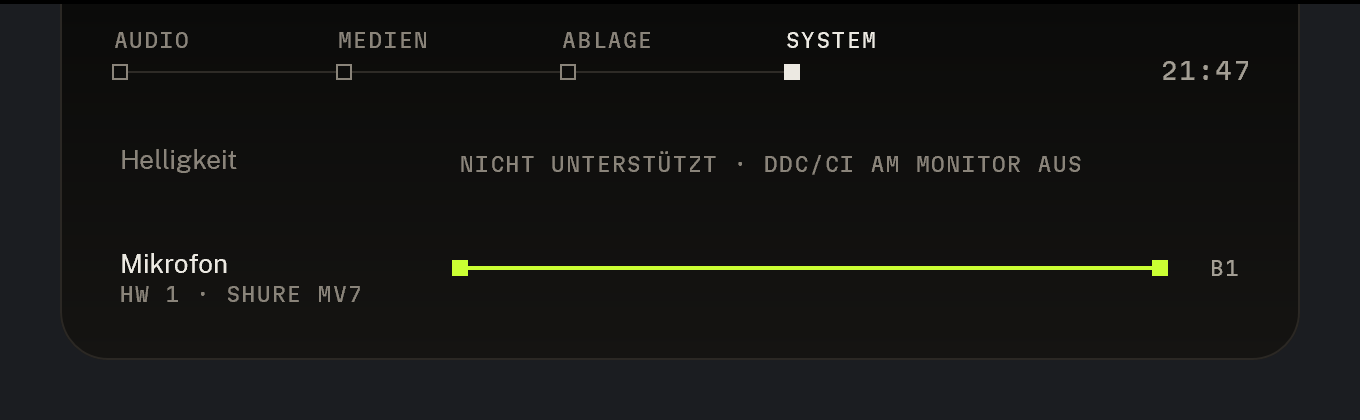 AUDIO MEDIEN ABLAGE SYSTEM
21:47
Helligkeit NICHT UNTERSTÜTZT · DDC/CI AM MONITOR AUS
Mikrofon B1
HW 1 · SHURE MV7